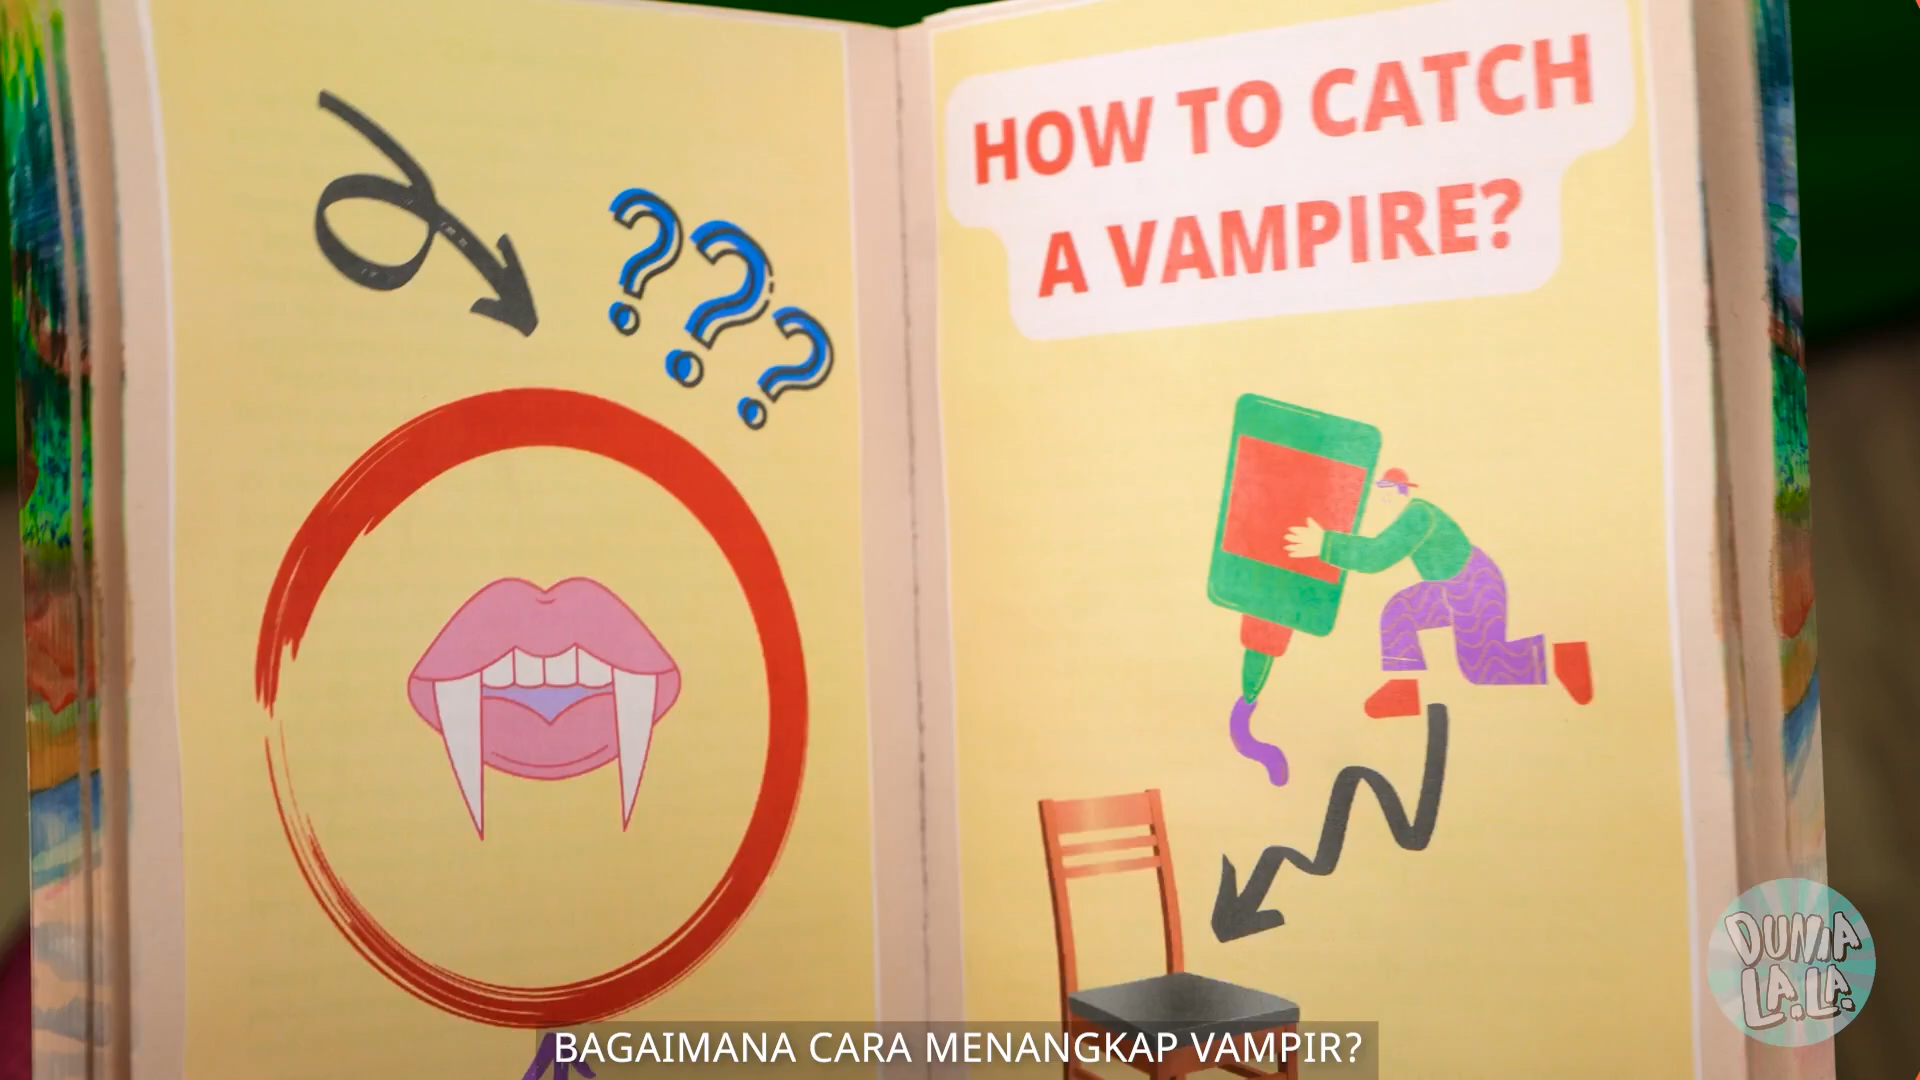 ???
HOW TO CATCH
A VAMPIRE?
DUNIA
LA.LA.
BAGAIMANA CARA MENANGKAP VAMPIR?